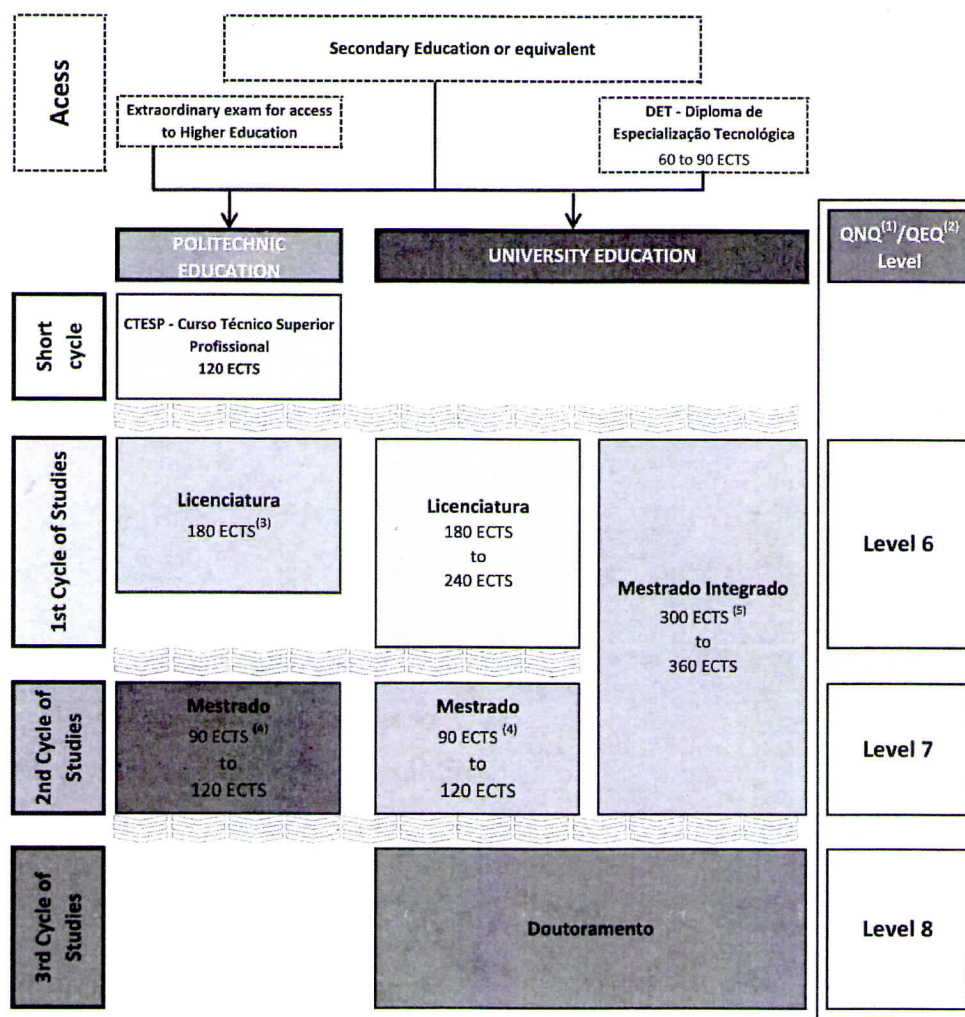 Acess
Secondary Education or equivalent
Extraordinary exam for access
to Higher Education
DET - Diploma de
Especialização Tecnológica
60 to 90 ECTS
POLITECHNIC
EDUCATION
UNIVERSITY EDUCATION
QNQ(1)/QEQ(2)
Level
Short
cycle
CTESP - Curso Técnico Superior
Profissional
120 ECTS
1st Cycle of Studies
Licenciatura
180 ECTS(3)
Licenciatura
180 ECTS
to
240 ECTS
Mestrado Integrado
300 ECTS (5)
to
360 ECTS
Level 6
2nd Cycle of
Studies
Mestrado
90 ECTS (4)
to
120 ECTS
Mestrado
90 ECTS (4)
to
120 ECTS
Level 7
3rd Cycle of
Studies
Doutoramento
Level 8